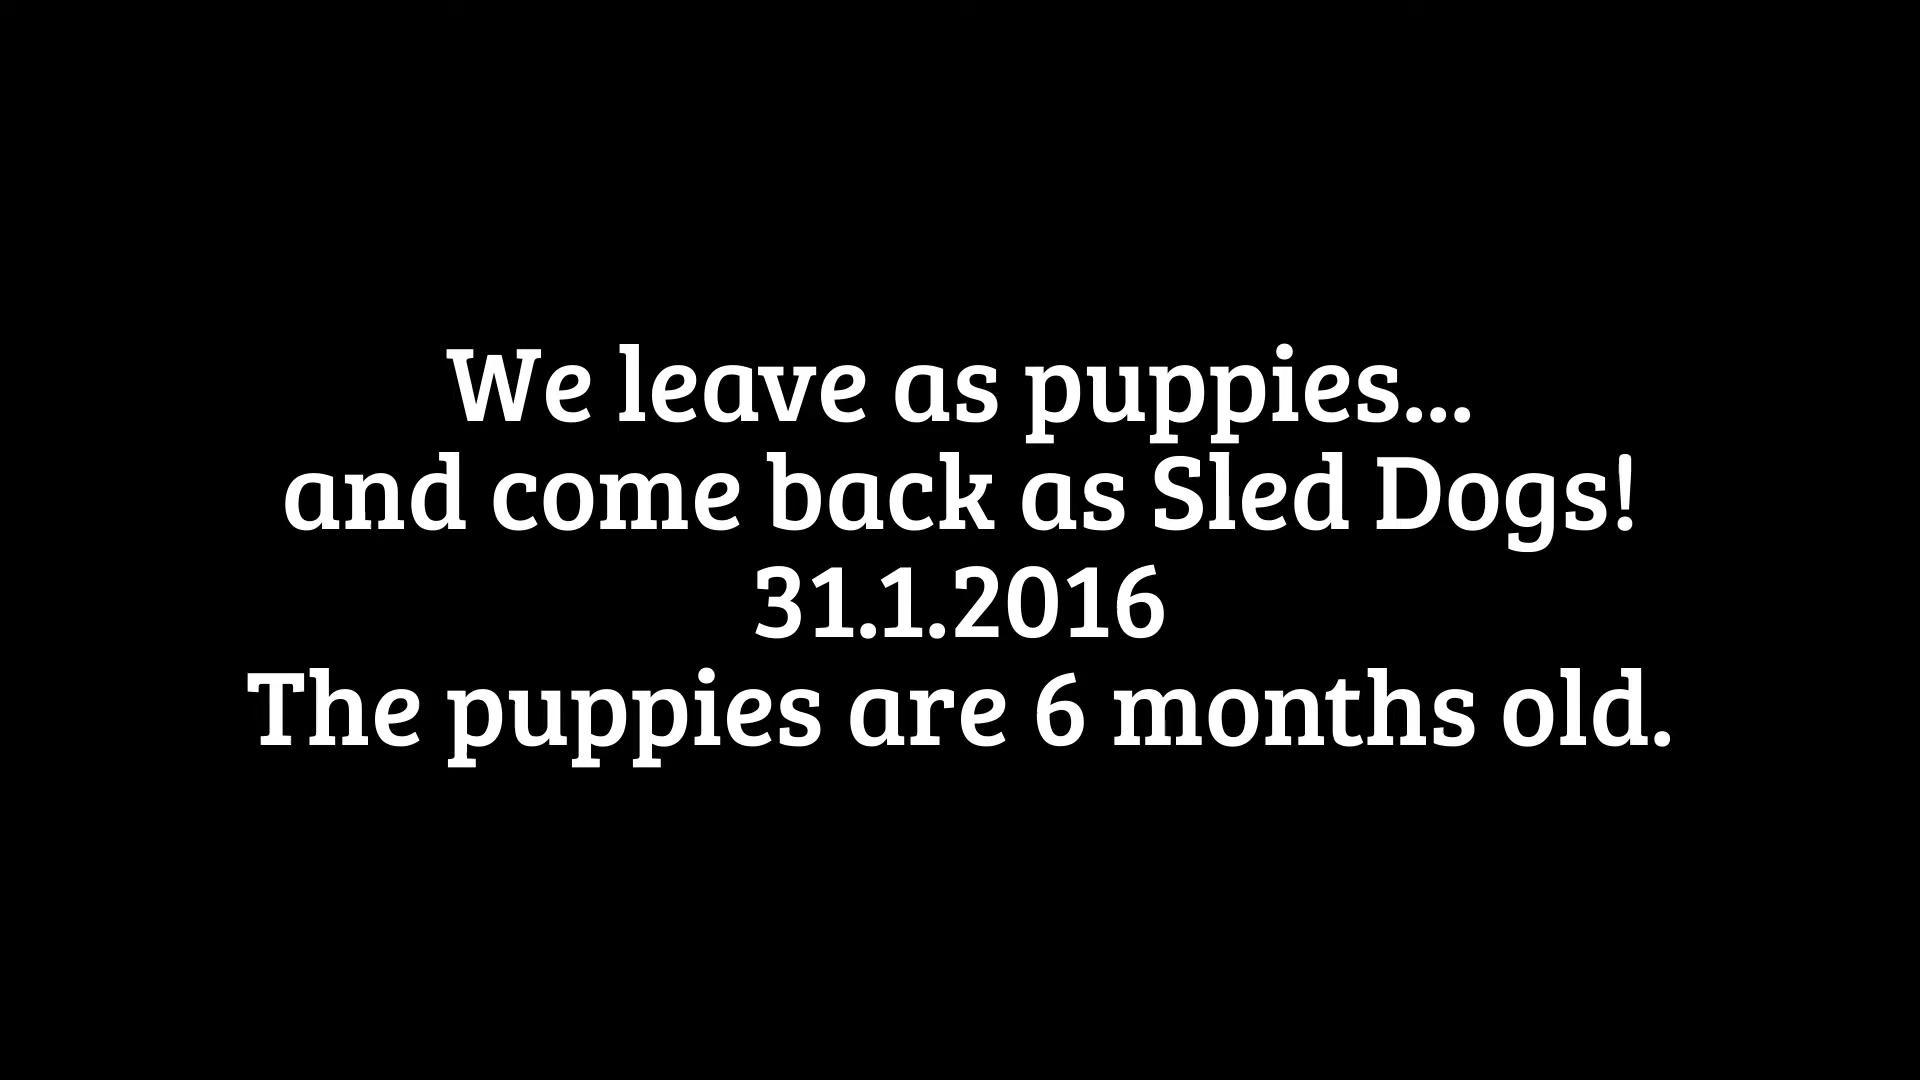 We leave as puppies...
and come back as Sled Dogs!
31.1.2016
The puppies are 6 months old.